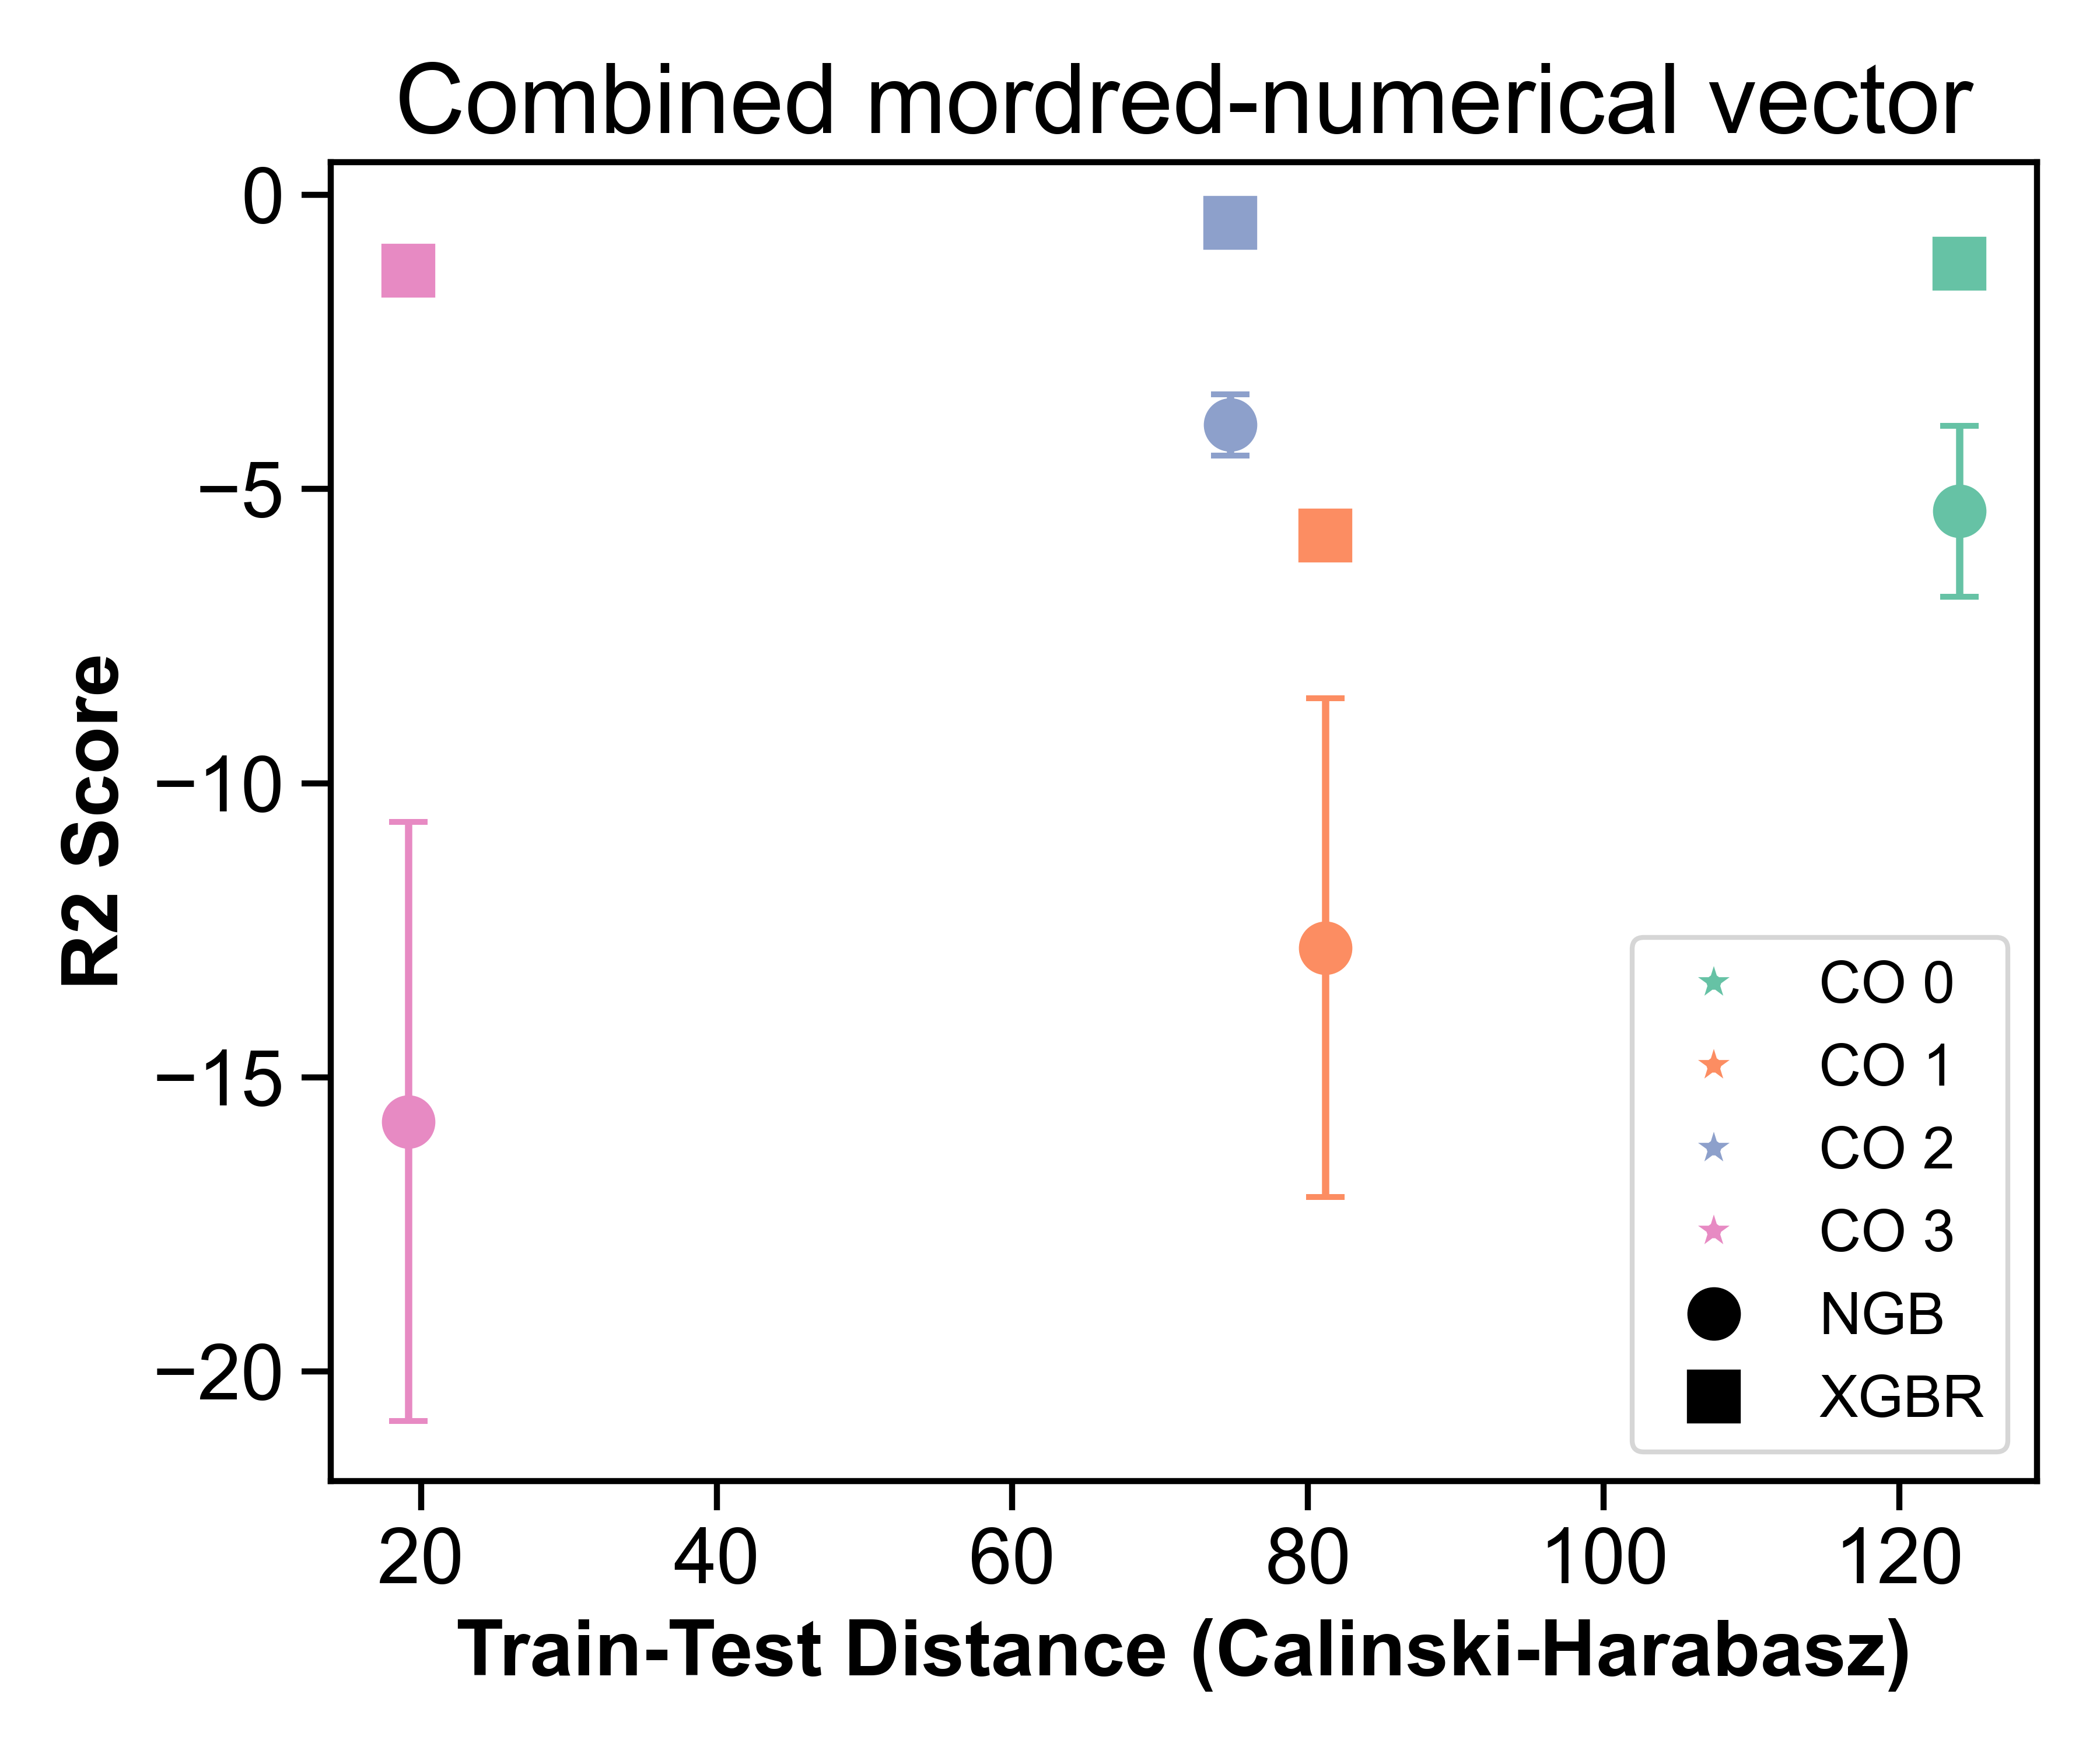 Combined mordred-numerical vector
0
−5
−10
−15
−20
R2 Score
CO 0
CO 1
CO 2
CO 3
NGB
XGBR
20 40 60 80 100 120
Train-Test Distance (Calinski-Harabasz)